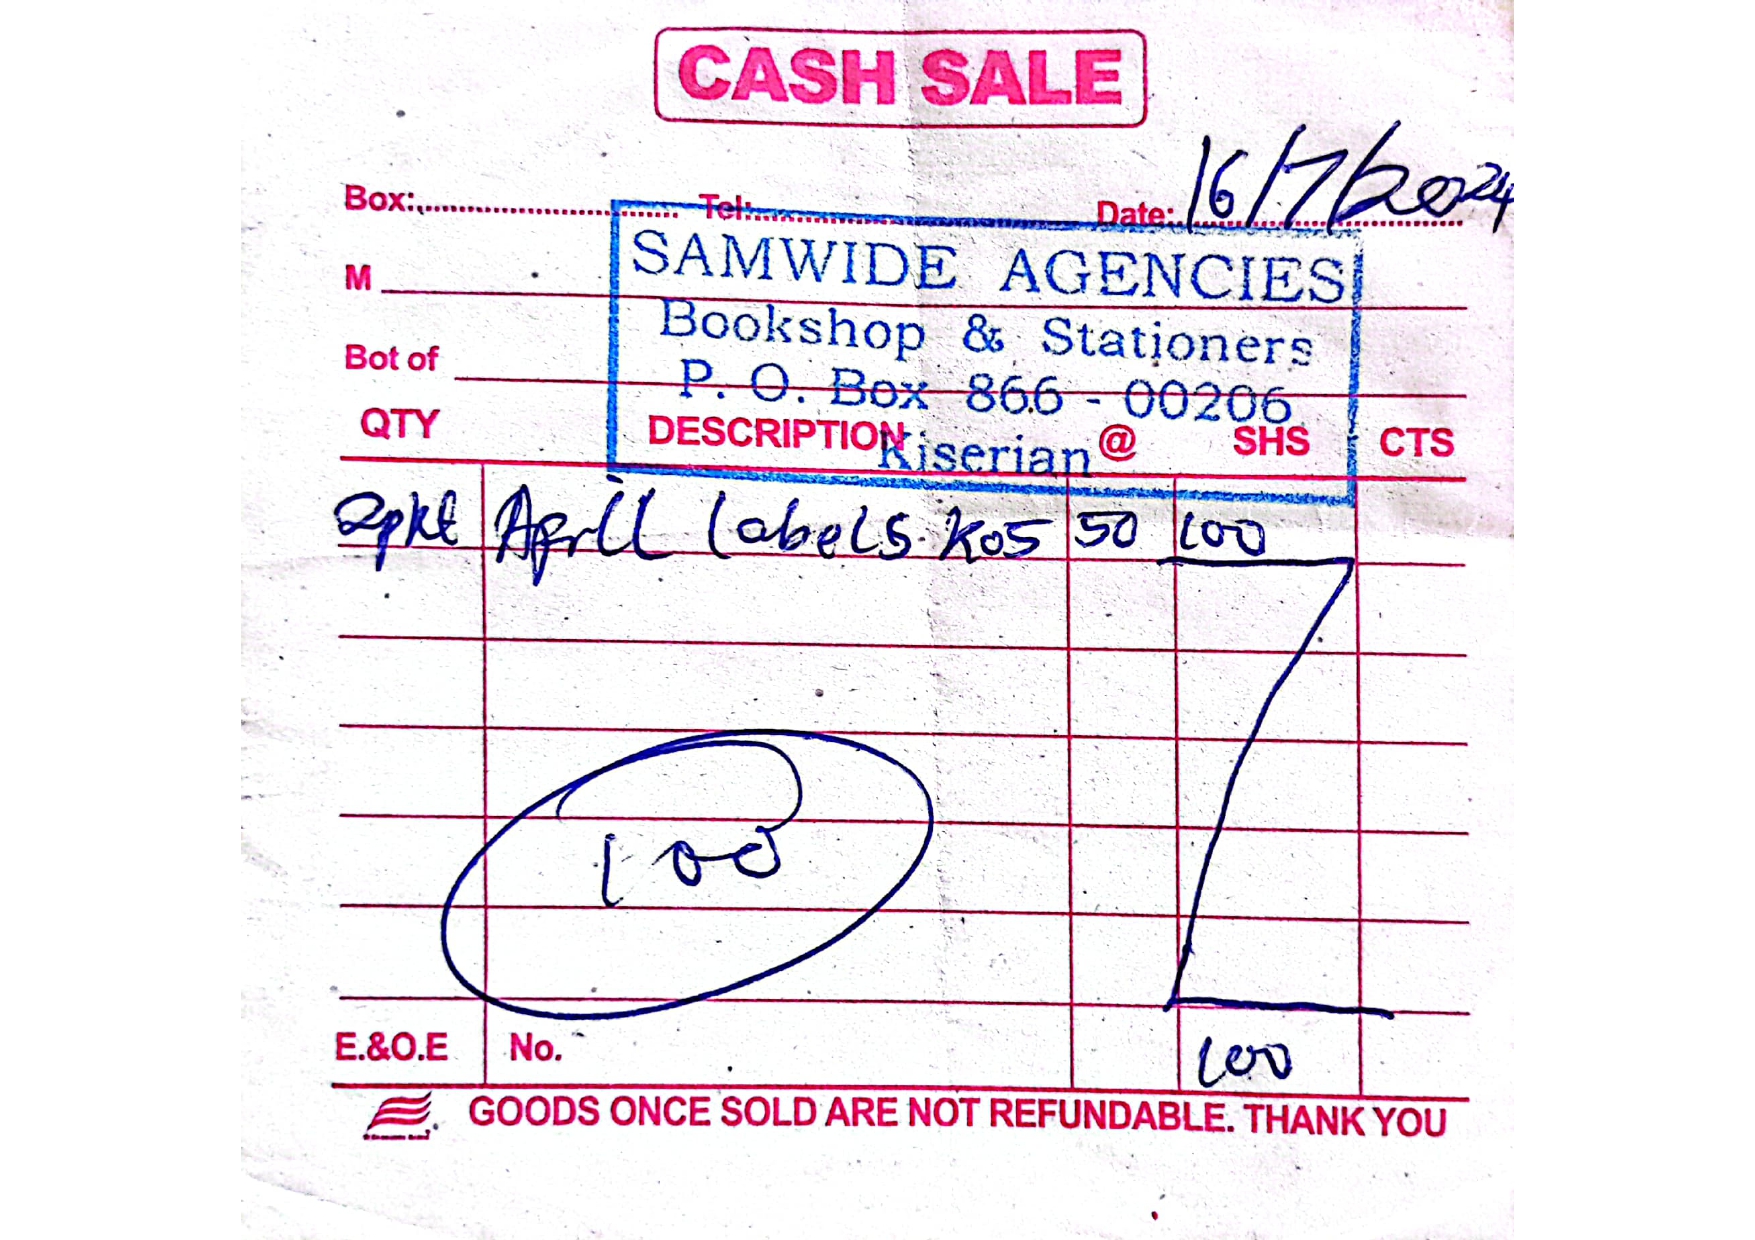 CASH SALE
Box: Tel: Date: 16/7/2024
SAMWIDE AGENCIES
M
Bookshop & Stationers
Bot of
P. O. Box 866 - 00206
QTY DESCRIPTION @ SHS CTS
Kiserian
2pkt April labels K05 50 100
100
E.&O.E No. 100
GOODS ONCE SOLD ARE NOT REFUNDABLE. THANK YOU